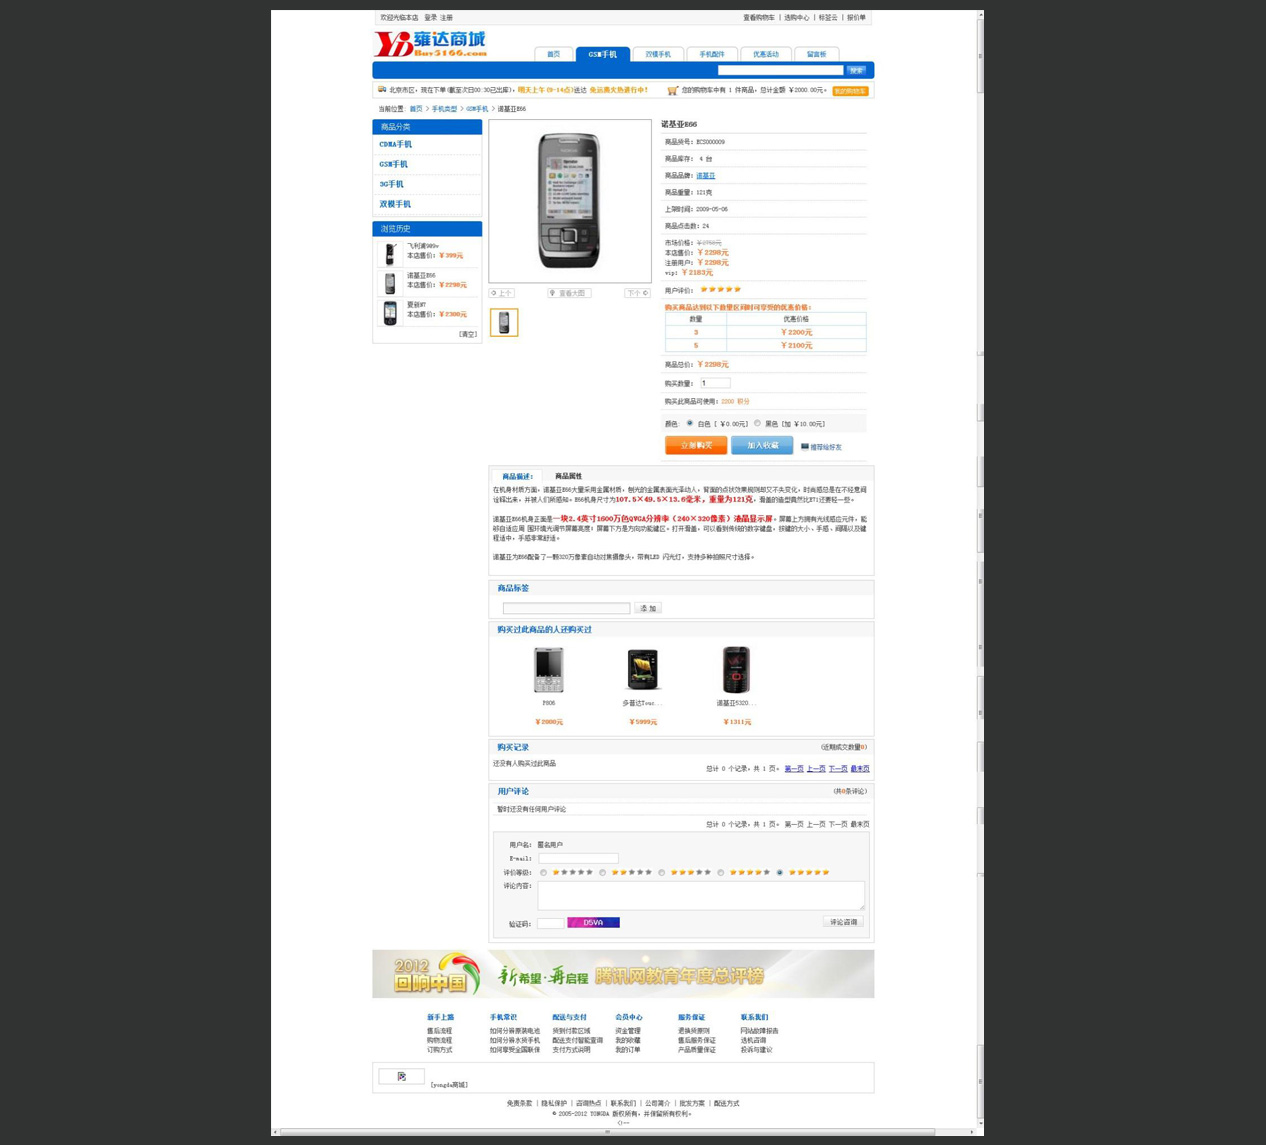 欢迎光临本店 登录 注册
查看购物车 | 选购中心 | 标签云 | 报价单
YD 雍达商城
Buy5166.com
首页 GSM手机 双模手机 手机配件 优惠活动 留言板
搜索
北京市区，现在下单(截至次日00:30已出库)，明天上午(9-14点)送达 免运费火热进行中！
您的购物车中有 1 件商品，总计金额 ￥2000.00元。 我的购物车
当前位置: 首页 > 手机类型 > GSM手机 > 诺基亚E66
商品分类
CDMA手机
GSM手机
3G手机
双模手机
浏览历史
飞利浦9@9v
本店售价：￥399元
诺基亚E66
本店售价：￥2298元
夏新N7
本店售价：￥2300元
[清空]
上个 查看大图 下个
诺基亚E66
商品货号：ECS000009
商品库存： 4 台
商品品牌：诺基亚
商品重量：121克
上架时间：2009-05-06
商品点击数：24
市场价格：￥2758元
本店售价：￥2298元
注册用户：￥2298元
vip：￥2183元
用户评价：
购买商品达到以下数量区间时可享受的优惠价格：
数量 优惠价格
3 ￥2200元
5 ￥2100元
商品总价：￥2298元
购买数量： 1
购买此商品可使用：2200 积分
颜色: 白色 [ ￥0.00元] 黑色 [加 ￥10.00元]
立刻购买 加入收藏 推荐给好友
商品描述： 商品属性
在机身材质方面，诺基亚E66大量采用金属材质，刨光的金属表面光泽动人，背面的点状效果规则却又不失变化，时尚感总是在不经意间
诠释出来，并被人们所感知。E66机身尺寸为107.5×49.5×13.6毫米，重量为121克，滑盖的造型竟然比E71还要轻一些。
诺基亚E66机身正面是一块2.4英寸1600万色QVGA分辨率（240×320像素）液晶显示屏。屏幕上方拥有光线感应元件，能
够自适应周 围环境光调节屏幕亮度；屏幕下方是方向功能键区。打开滑盖，可以看到传统的数字键盘，按键的大小、手感、间隔以及键
程适中，手感非常舒适。
诺基亚为E66配备了一颗320万像素自动对焦摄像头，带有LED 闪光灯，支持多种拍照尺寸选择。
商品标签
添 加
购买过此商品的人还购买过
P806 多普达Touc... 诺基亚5320...
￥2000元 ￥5999元 ￥1311元
购买记录 (近期成交数量0)
还没有人购买过此商品
总计 0 个记录，共 1 页。 第一页 上一页 下一页 最末页
用户评论 (共0条评论)
暂时还没有任何用户评论
总计 0 个记录，共 1 页。 第一页 上一页 下一页 最末页
用户名： 匿名用户
E-mail：
评价等级：
评论内容：
验证码： D5VA 评论咨询
2012 回响中国 新希望·再启程 腾讯网教育年度总评榜
新手上路 手机常识 配送与支付 会员中心 服务保证 联系我们
售后流程 如何分辨原装电池 货到付款区域 资金管理 退换货原则 网站故障报告
购物流程 如何分辨水货手机 配送支付智能查询 我的收藏 售后服务保证 选机咨询
订购方式 如何享受全国联保 支付方式说明 我的订单 产品质量保证 投诉与建议
[yongda商城]
免责条款 | 隐私保护 | 咨询热点 | 联系我们 | 公司简介 | 批发方案 | 配送方式
© 2005-2012 YONGDA 版权所有，并保留所有权利。